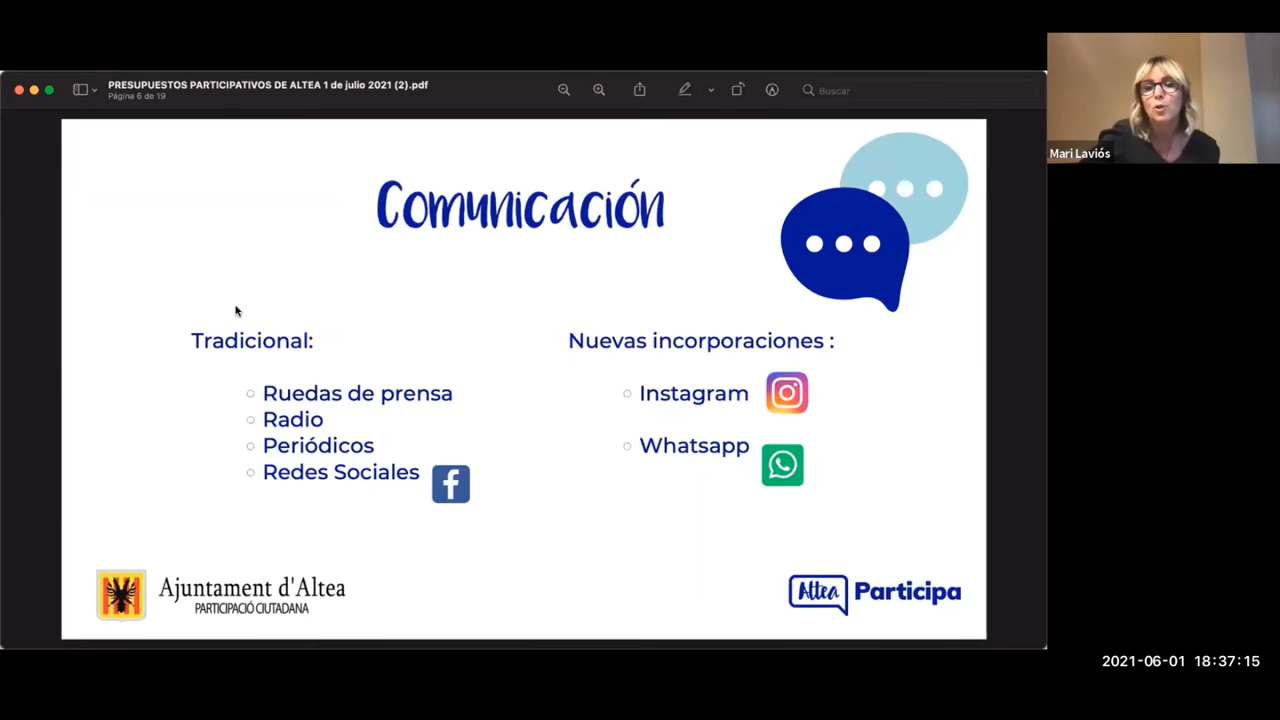 PRESUPUESTOS PARTICIPATIVOS DE ALTEA 1 de julio 2021 (2).pdf
Página 6 de 19
Buscar
Mari Laviós
Comunicación
Tradicional:
Ruedas de prensa
Radio
Periódicos
Redes Sociales
Nuevas incorporaciones :
Instagram
Whatsapp
Ajuntament d'Altea
PARTICIPACIÓ CIUTADANA
Altea Participa
2021-06-01 18:37:15